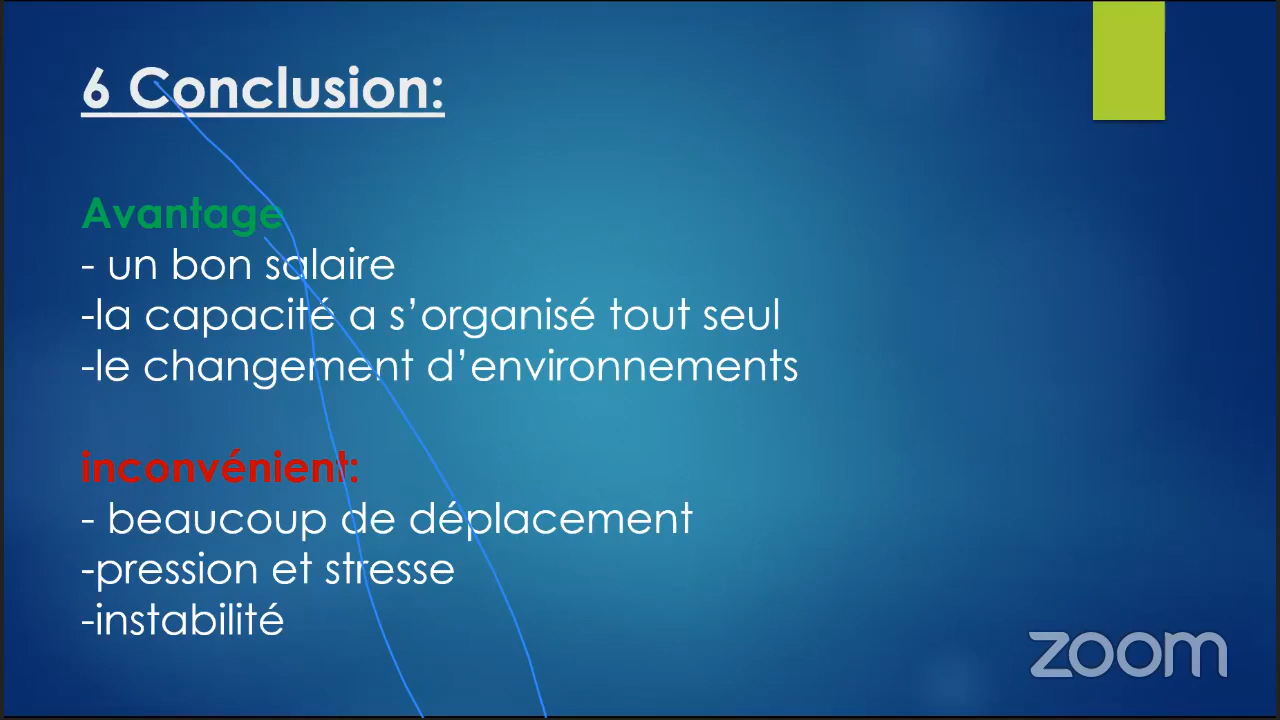 6 Conclusion:
Avantage
- un bon salaire
-la capacité a s’organisé tout seul
-le changement d’environnements
inconvénient:
- beaucoup de déplacement
-pression et stresse
-instabilité
zoom